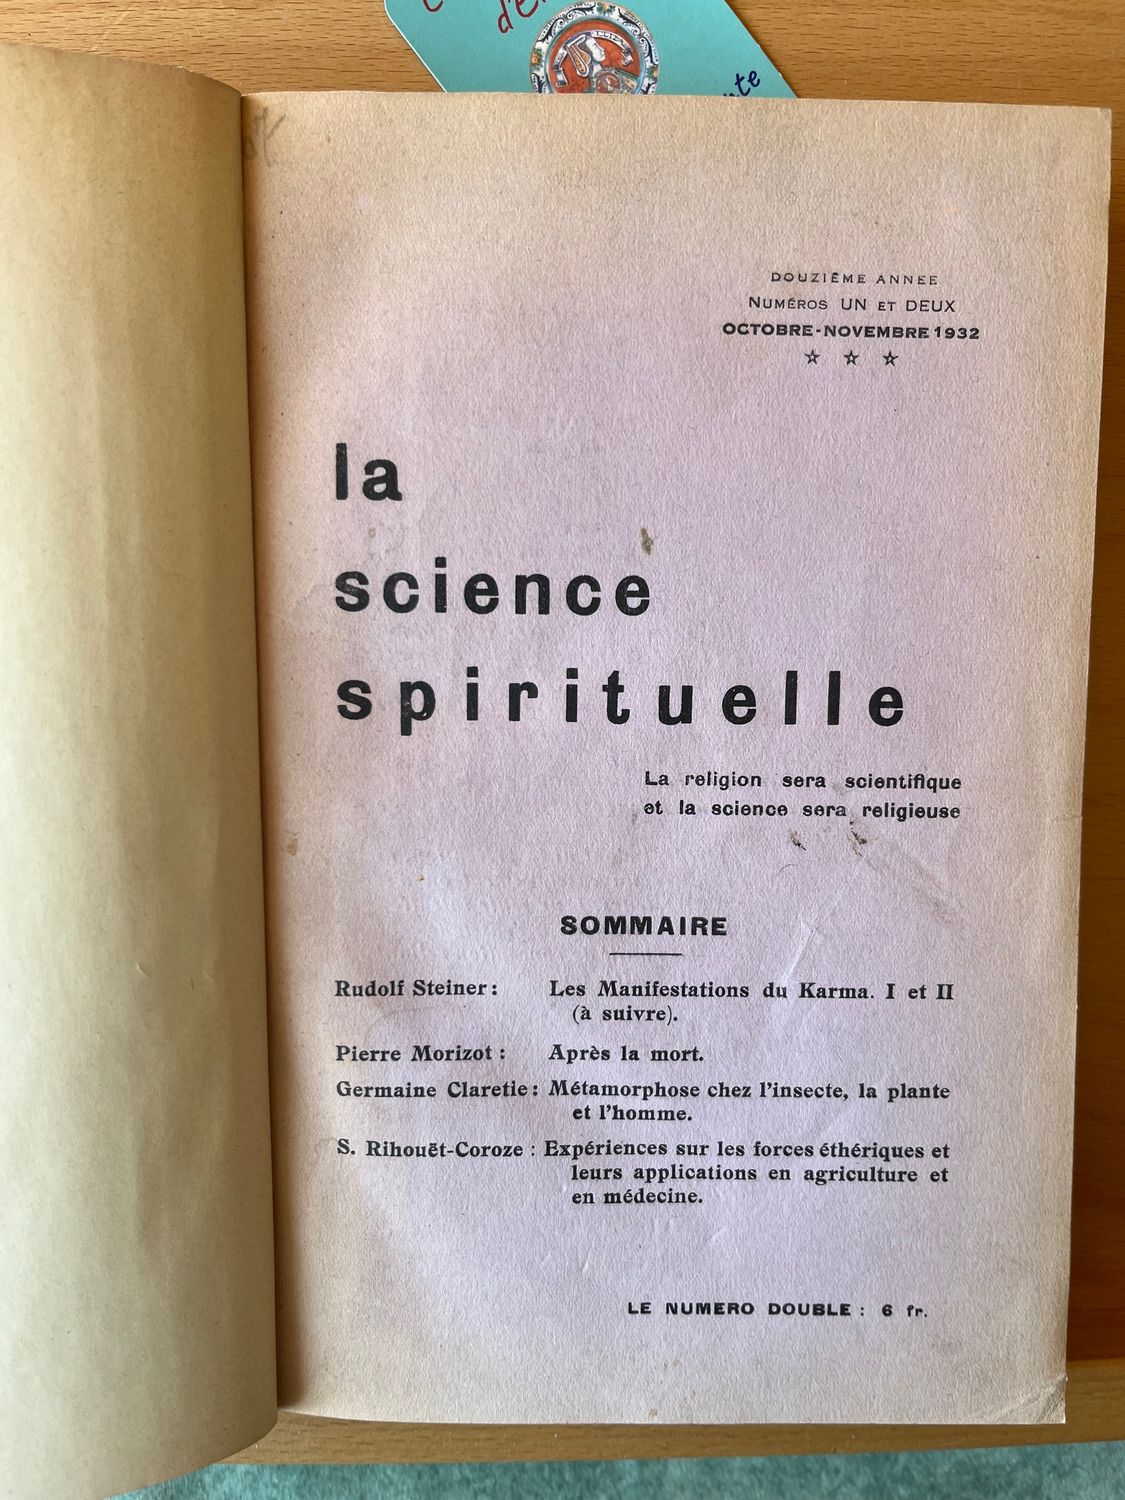 d'e
nte
DOUZIÈME ANNEE
NUMÉROS UN ET DEUX
OCTOBRE-NOVEMBRE 1932
☆ ☆ ☆
la
science
spirituelle
La religion sera scientifique
et la science sera religieuse
SOMMAIRE
Rudolf Steiner : Les Manifestations du Karma. I et II
(à suivre).
Pierre Morizot : Après la mort.
Germaine Claretie : Métamorphose chez l'insecte, la plante
et l'homme.
S. Rihouët-Coroze : Expériences sur les forces éthériques et
leurs applications en agriculture et
en médecine.
LE NUMERO DOUBLE : 6 fr.